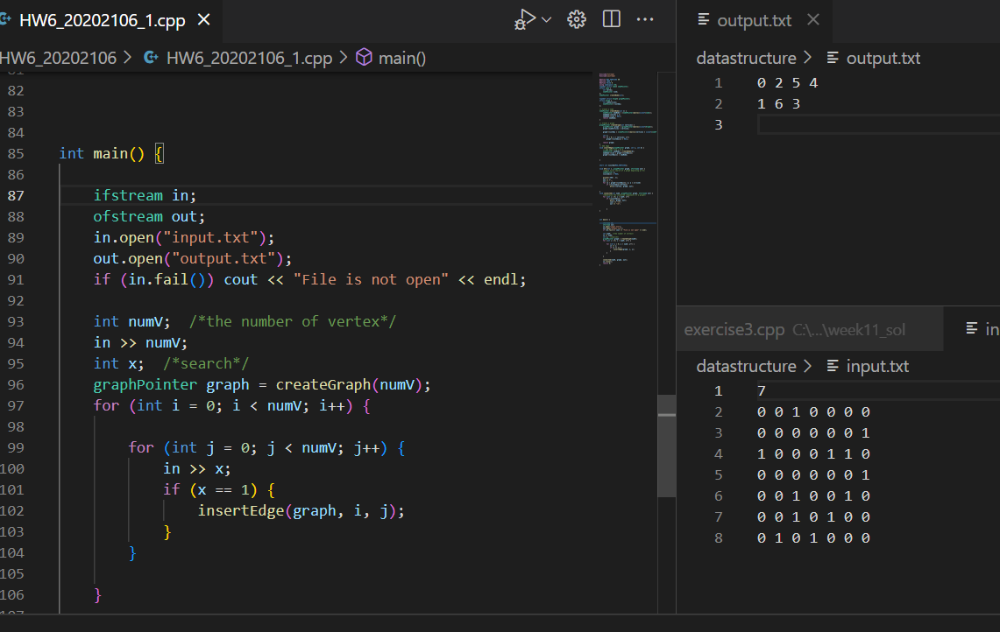 HW6_20202106_1.cpp
HW6_20202106 > HW6_20202106_1.cpp > main()
82
83
84
85 int main() {
86
87 ifstream in;
88 ofstream out;
89 in.open("input.txt");
90 out.open("output.txt");
91 if (in.fail()) cout << "File is not open" << endl;
92
93 int numV; /*the number of vertex*/
94 in >> numV;
95 int x; /*search*/
96 graphPointer graph = createGraph(numV);
97 for (int i = 0; i < numV; i++) {
98
99 for (int j = 0; j < numV; j++) {
100 in >> x;
101 if (x == 1) {
102 insertEdge(graph, i, j);
103 }
104 }
105
106 }
output.txt
datastructure > output.txt
1 0 2 5 4
2 1 6 3
3
exercise3.cpp C:\...\week11_sol in
datastructure > input.txt
1 7
2 0 0 1 0 0 0 0
3 0 0 0 0 0 0 1
4 1 0 0 0 1 1 0
5 0 0 0 0 0 0 1
6 0 0 1 0 0 1 0
7 0 0 1 0 1 0 0
8 0 1 0 1 0 0 0